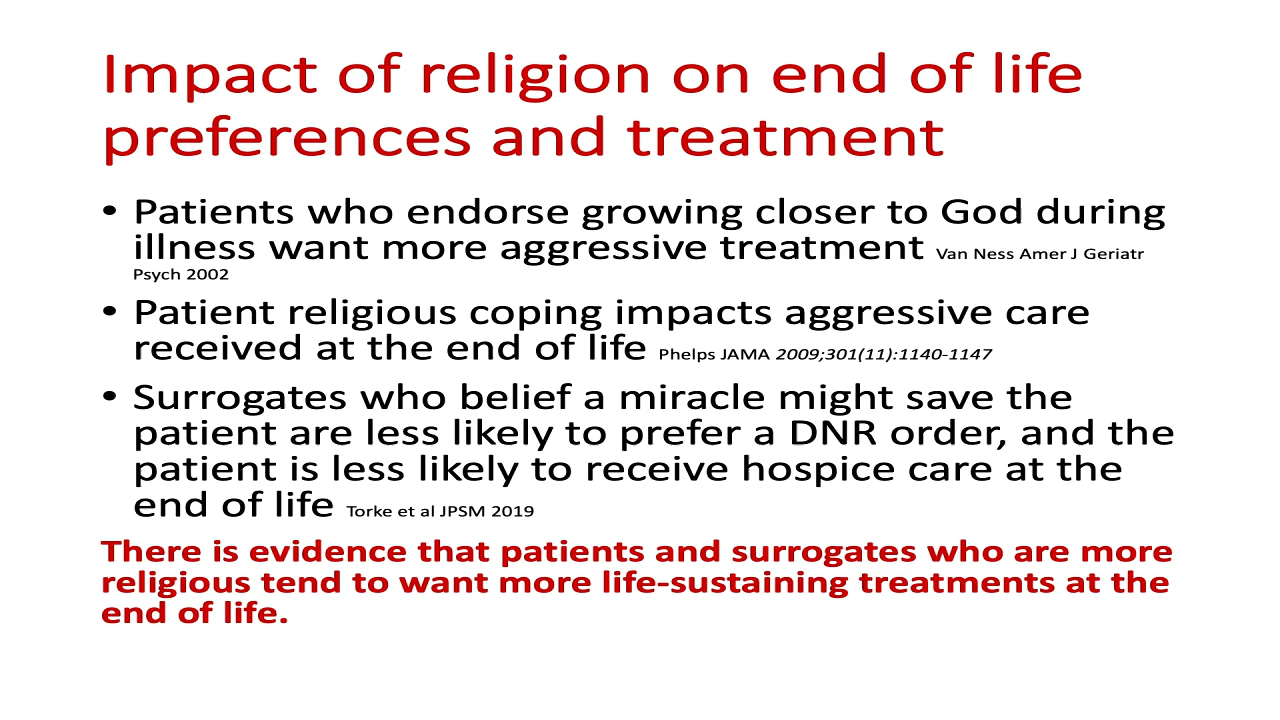 Impact of religion on end of life
preferences and treatment
• Patients who endorse growing closer to God during
illness want more aggressive treatment Van Ness Amer J Geriatr
Psych 2002
• Patient religious coping impacts aggressive care
received at the end of life Phelps JAMA 2009;301(11):1140-1147
• Surrogates who belief a miracle might save the
patient are less likely to prefer a DNR order, and the
patient is less likely to receive hospice care at the
end of life Torke et al JPSM 2019
There is evidence that patients and surrogates who are more
religious tend to want more life-sustaining treatments at the
end of life.